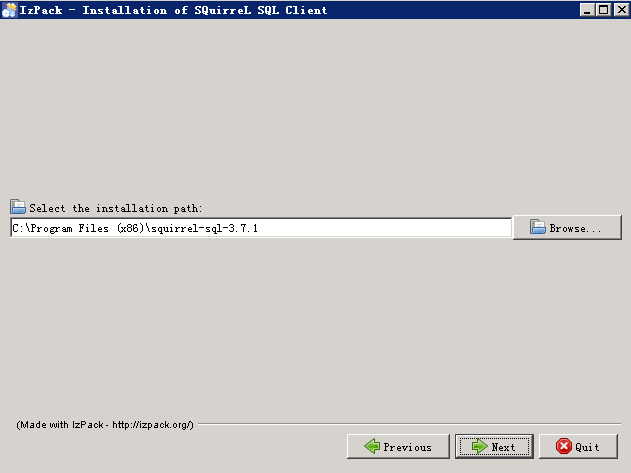 IzPack - Installation of SQuirreL SQL Client
Select the installation path:
C:\Program Files (x86)\squirrel-sql-3.7.1
Browse...
(Made with IzPack - http://izpack.org/)
Previous
Next
Quit